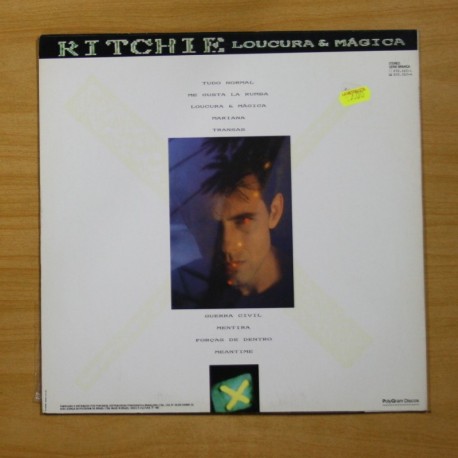 RITCHIE LOUCURA & MÁGICA
STEREO
TUDO NORMAL
ME GUSTA LA RUMBA
LOUCURA & MÁGICA
MARIANA
TRANSAS
GUERRA CIVIL
MENTIRA
FORÇAS DE DENTRO
MEANTIME
PolyGram Discos